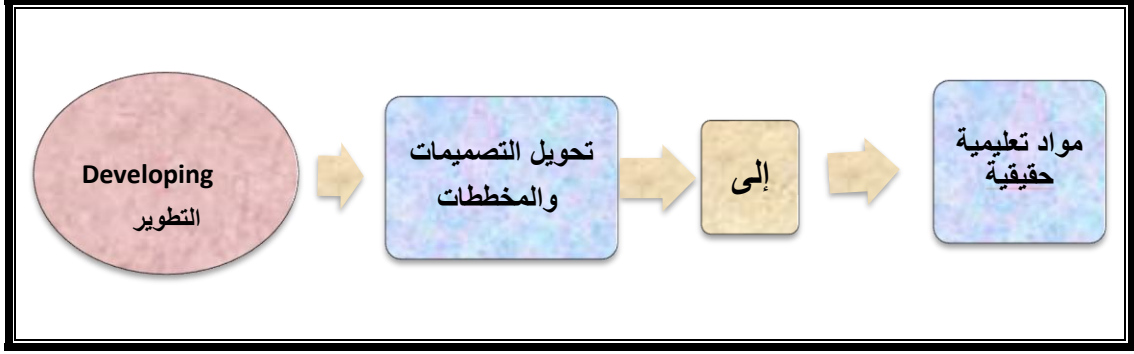 Developing
التطوير
تحويل التصميمات
والمخططات
إلى
مواد تعليمية
حقيقية